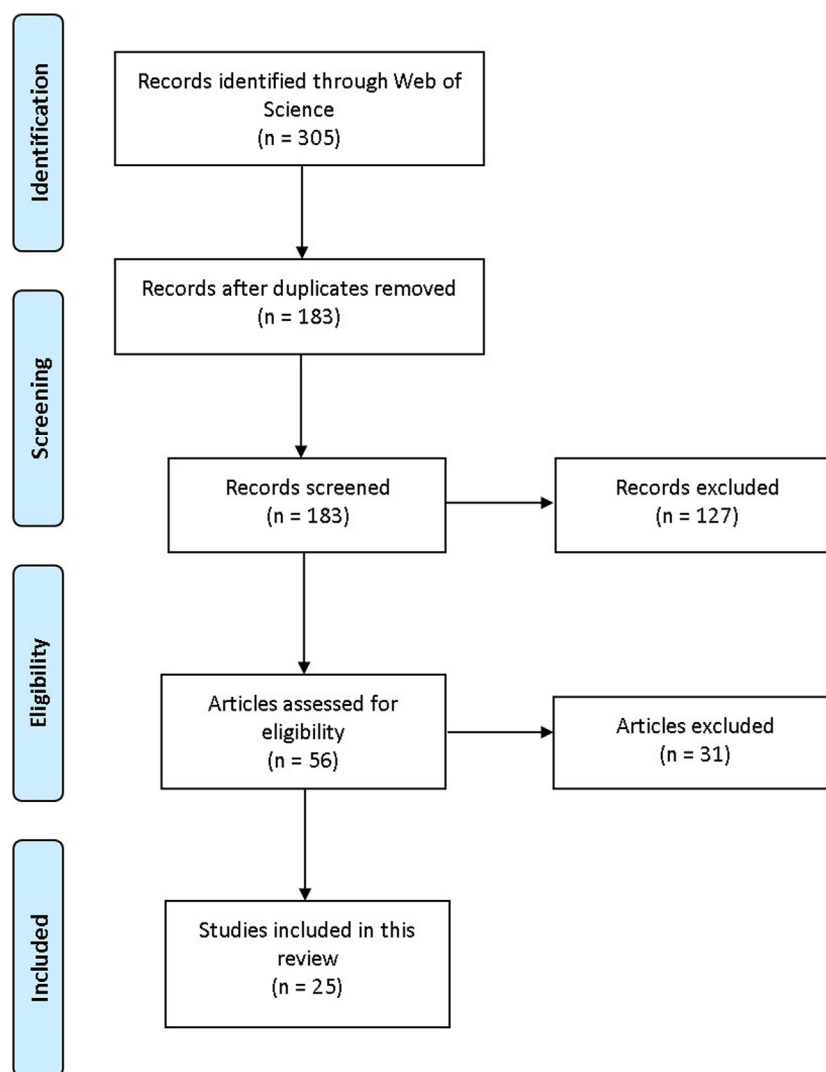 Identification
Records identified through Web of
Science
(n = 305)
Records after duplicates removed
(n = 183)
Screening
Records screened
(n = 183)
Records excluded
(n = 127)
Eligibility
Articles assessed for
eligibility
(n = 56)
Articles excluded
(n = 31)
Included
Studies included in this
review
(n = 25)